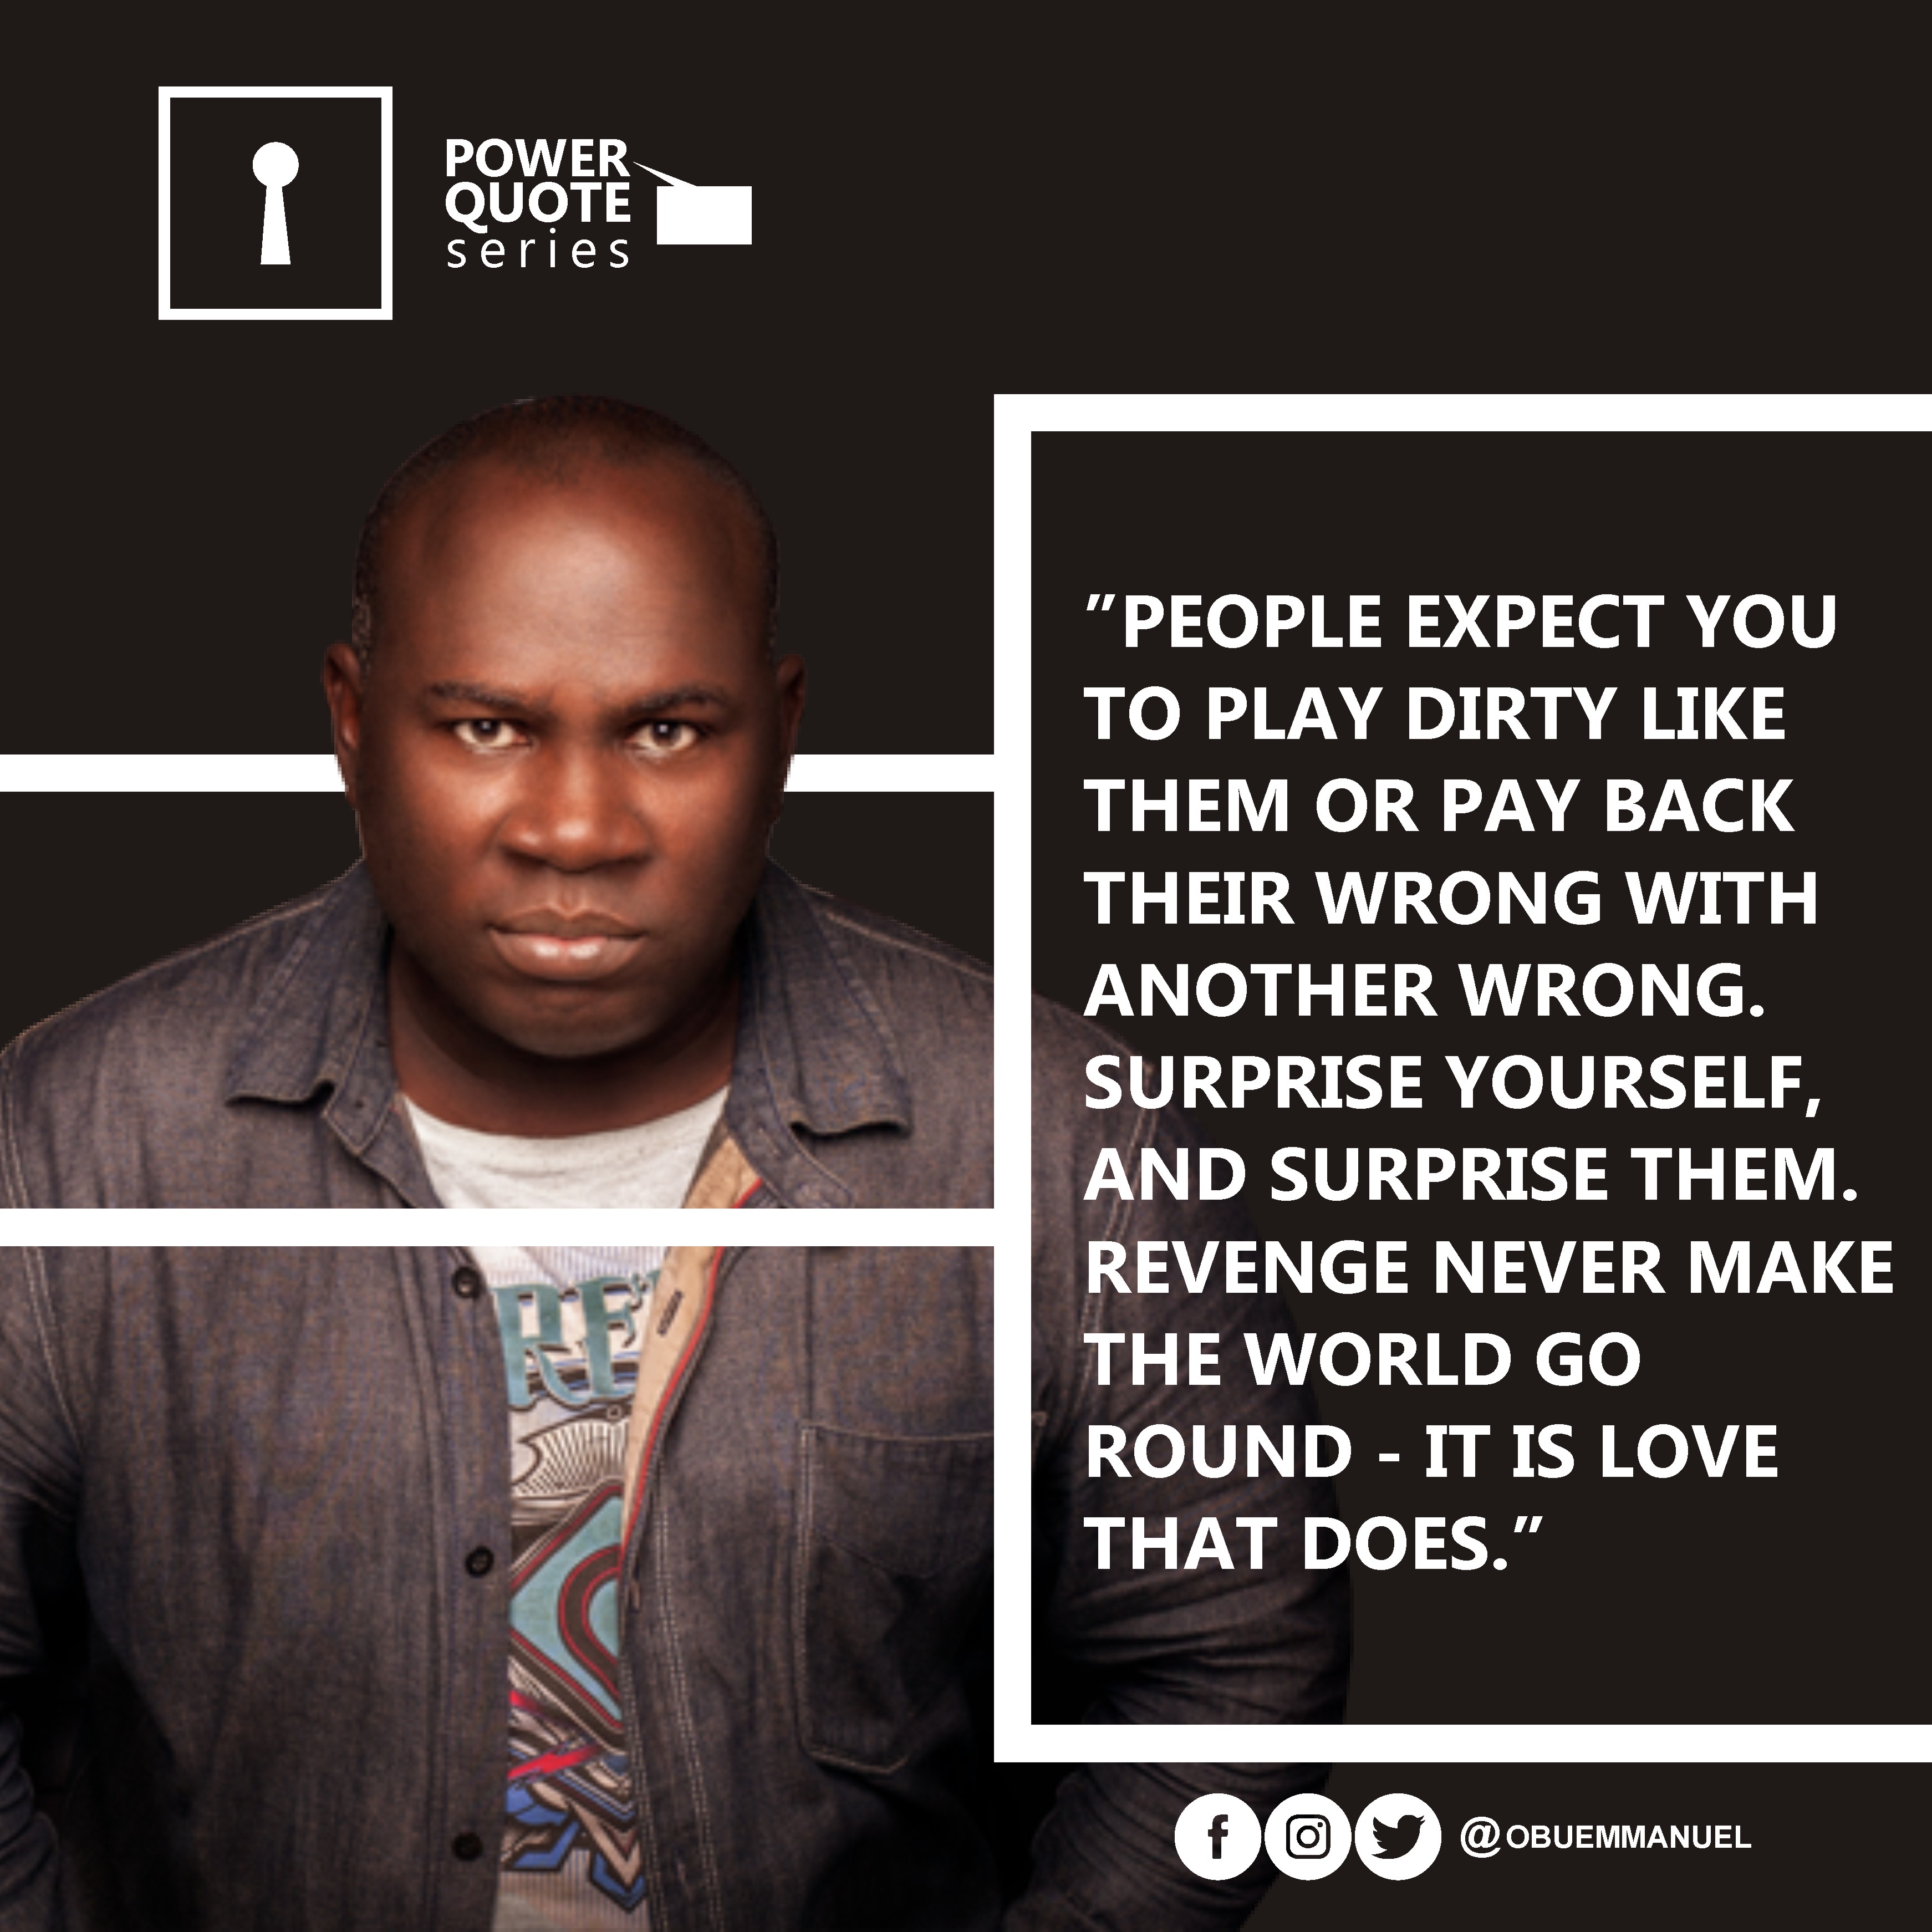 POWER
QUOTE
series
"PEOPLE EXPECT YOU
TO PLAY DIRTY LIKE
THEM OR PAY BACK
THEIR WRONG WITH
ANOTHER WRONG.
SURPRISE YOURSELF,
AND SURPRISE THEM.
REVENGE NEVER MAKE
THE WORLD GO
ROUND - IT IS LOVE
THAT DOES."
RE
@OBUEMMANUEL